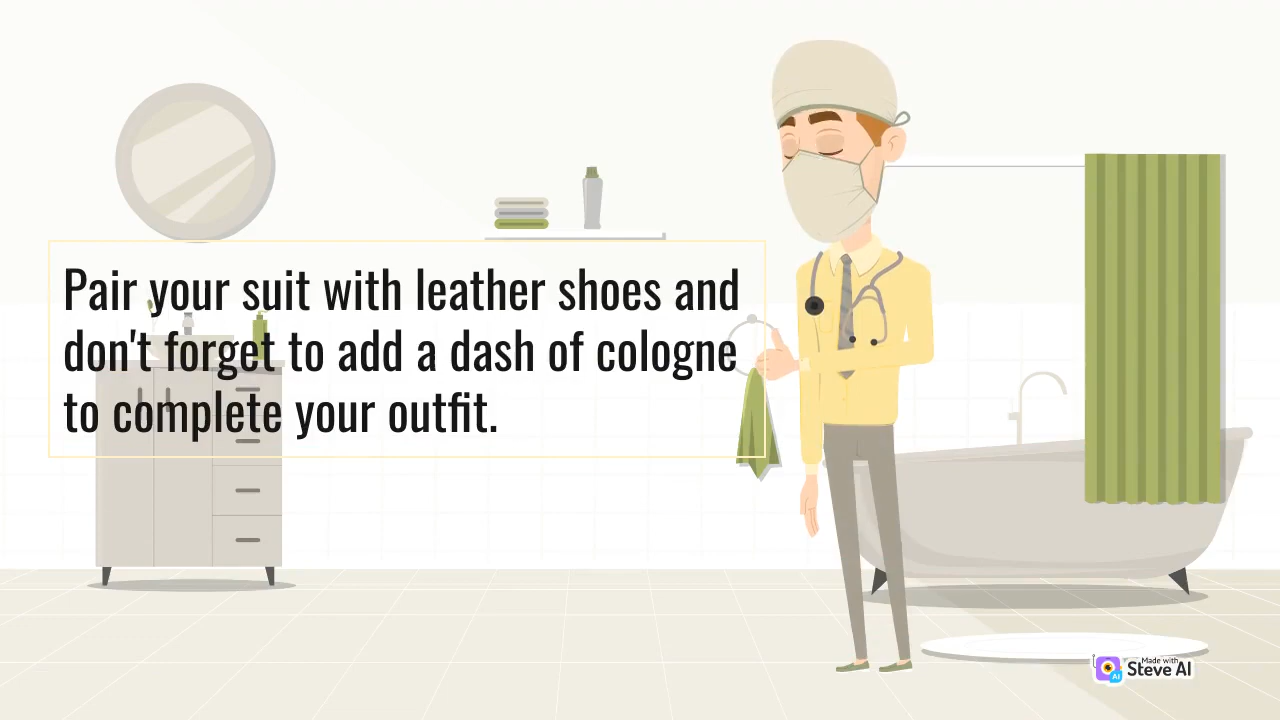 Pair your suit with leather shoes and
don't forget to add a dash of cologne
to complete your outfit.
Made with
Steve AI
AI